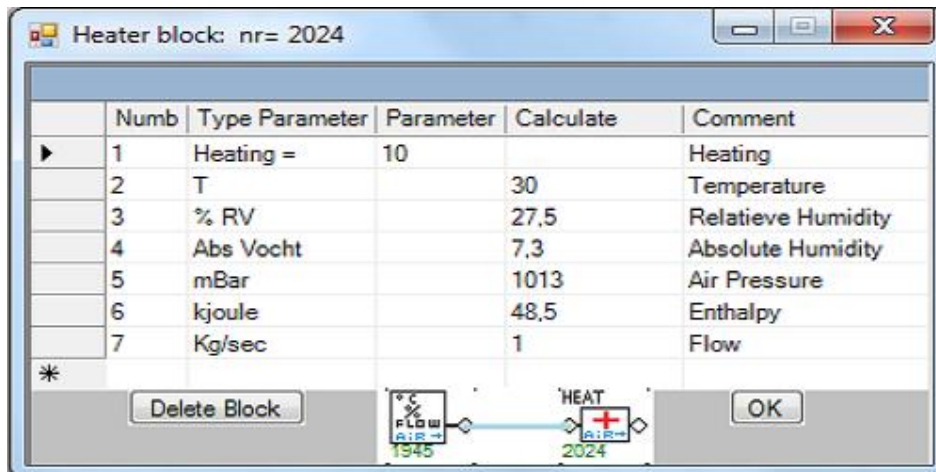 Heater block: nr= 2024
Numb Type Parameter Parameter Calculate Comment
1 Heating = 10 Heating
2 T 30 Temperature
3 % RV 27,5 Relatieve Humidity
4 Abs Vocht 7,3 Absolute Humidity
5 mBar 1013 Air Pressure
6 kjoule 48,5 Enthalpy
7 Kg/sec 1 Flow
Delete Block
°C
%
FLOW
AiR
1945
HEAT
AiR
2024
OK